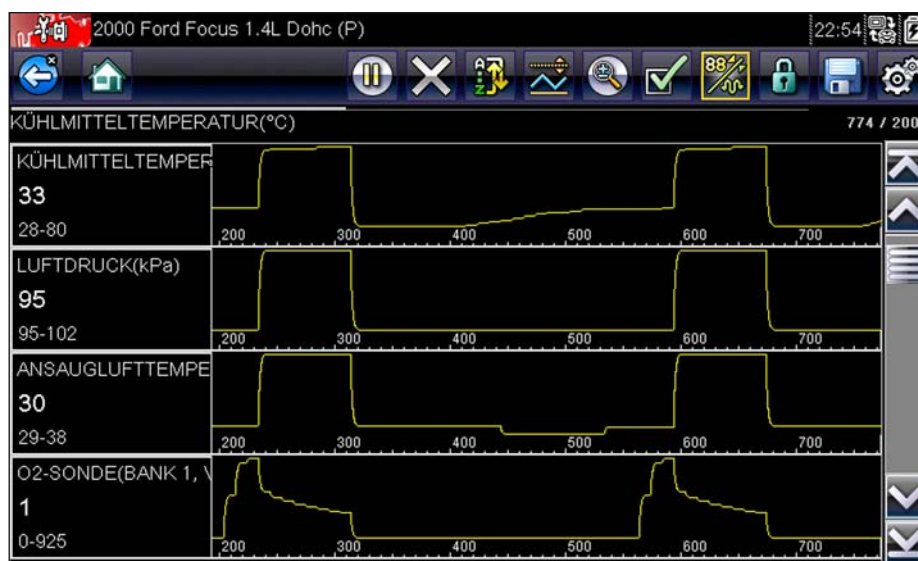 2000 Ford Focus 1.4L Dohc (P)
22:54
KÜHLMITTELTEMPERATUR(°C)
774 / 200
KÜHLMITTELTEMPER
33
28-80
200 300 400 500 600 700
LUFTDRUCK(kPa)
95
95-102
200 300 400 500 600 700
ANSAUGLUFTTEMPE
30
29-38
200 300 400 500 600 700
O2-SONDE(BANK 1, V
1
0-925
200 300 400 500 600 700